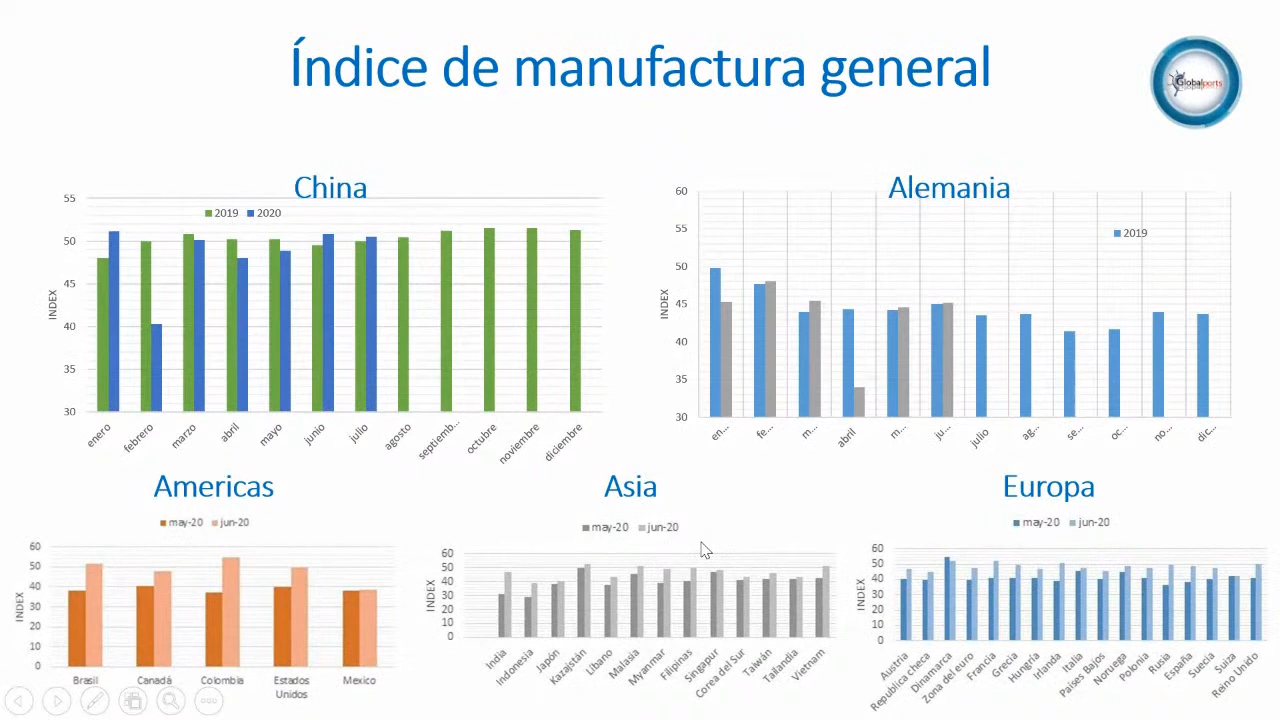 Índice de manufactura general
Globalports
China
55
50
45
40
35
30
INDEX
2019 2020
enero febrero marzo abril mayo junio julio agosto septiemb... octubre noviembre diciembre
Alemania
60
55
50
45
40
35
30
INDEX
2019
en... fe... m... abril m... ju... julio ag... se... oc... no... dic...
Americas
may-20 jun-20
60
50
40
30
20
10
0
INDEX
Brasil Canadá Colombia Estados Unidos Mexico
Asia
may-20 jun-20
60
50
40
30
20
10
0
INDEX
India Indonesia Japón Kazajstán Líbano Malasia Myanmar Filipinas Singapur Corea del Sur Taiwán Tailandia Vietnam
Europa
may-20 jun-20
60
50
40
30
20
10
0
INDEX
Austria Republica Checa Dinamarca Zona del euro Francia Grecia Hungría Irlanda Italia Países Bajos Noruega Polonia Rusia España Suecia Suiza Reino Unido